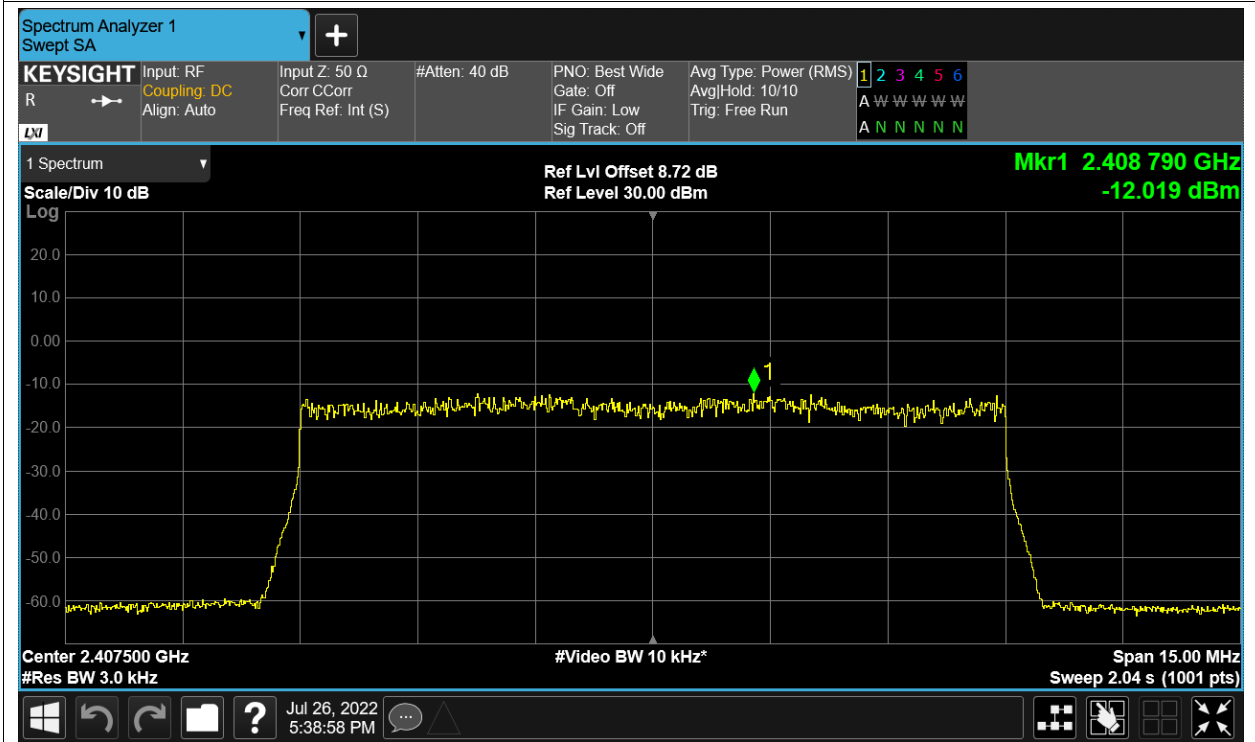 Spectrum Analyzer 1
Swept SA
+
KEYSIGHT
R
LXI
Input: RF
Coupling: DC
Align: Auto
Input Z: 50 Ω
Corr CCorr
Freq Ref: Int (S)
#Atten: 40 dB
PNO: Best Wide
Gate: Off
IF Gain: Low
Sig Track: Off
Avg Type: Power (RMS)
Avg|Hold: 10/10
Trig: Free Run
1 2 3 4 5 6
A W W W W W
A N N N N N
1 Spectrum
Scale/Div 10 dB
Log
Ref Lvl Offset 8.72 dB
Ref Level 30.00 dBm
Mkr1 2.408 790 GHz
-12.019 dBm
20.0
10.0
0.00
-10.0
-20.0
-30.0
-40.0
-50.0
-60.0
1
Center 2.407500 GHz
#Res BW 3.0 kHz
#Video BW 10 kHz*
Span 15.00 MHz
Sweep 2.04 s (1001 pts)
?
Jul 26, 2022
5:38:58 PM